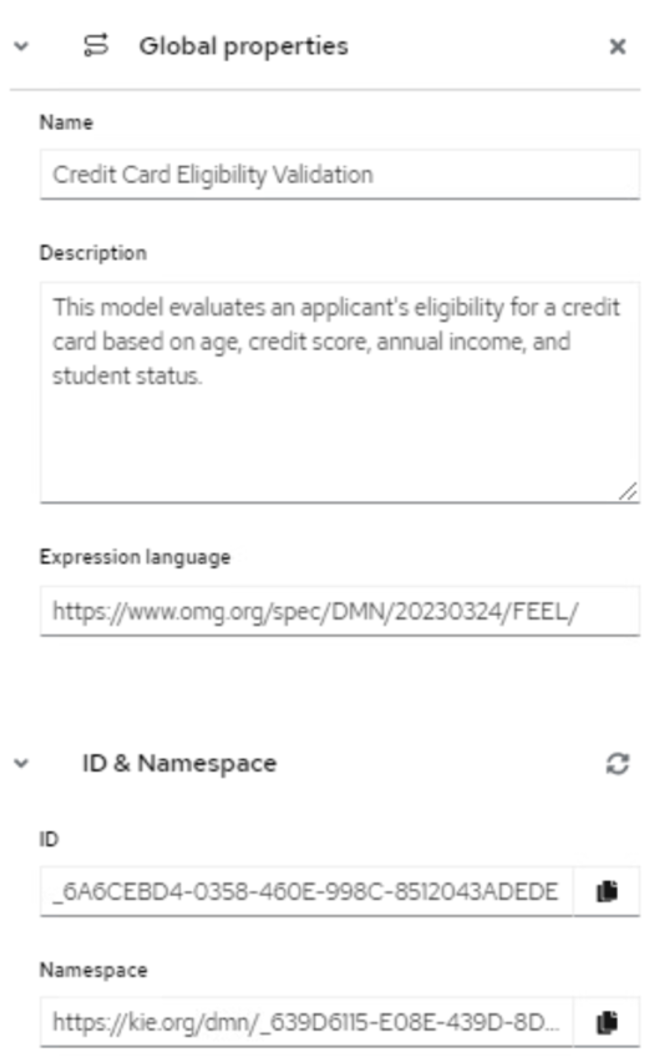 Global properties
Name
Credit Card Eligibility Validation
Description
This model evaluates an applicant's eligibility for a credit
card based on age, credit score, annual income, and
student status.
Expression language
https://www.omg.org/spec/DMN/20230324/FEEL/
ID & Namespace
ID
_6A6CEBD4-0358-460E-998C-8512043ADEDE
Namespace
https://kie.org/dmn/_639D6115-E08E-439D-8D...